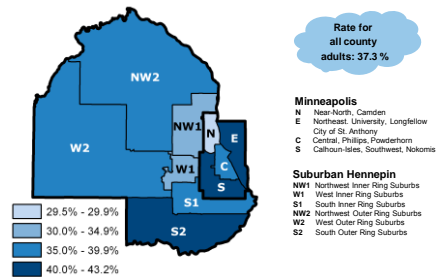 Rate for
all county
adults: 37.3 %
NW2
W2
NW1
N
E
W1
C
S
S1
S2
29.5% - 29.9%
30.0% - 34.9%
35.0% - 39.9%
40.0% - 43.2%
Minneapolis
N Near-North, Camden
E Northeast. University, Longfellow
City of St. Anthony
C Central, Phillips, Powderhorn
S Calhoun-Isles, Southwest, Nokomis
Suburban Hennepin
NW1 Northwest Inner Ring Suburbs
W1 West Inner Ring Suburbs
S1 South Inner Ring Suburbs
NW2 Northwest Outer Ring Suburbs
W2 West Outer Ring Suburbs
S2 South Outer Ring Suburbs